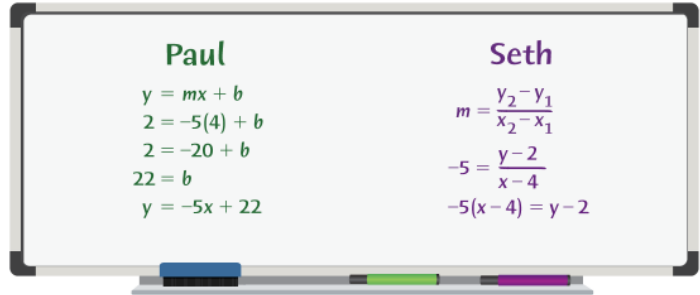 Paul
y = mx + b
2 = –5(4) + b
2 = –20 + b
22 = b
y = –5x + 22
Seth
m = (y₂ – y₁)/(x₂ – x₁)
–5 = (y – 2)/(x – 4)
–5(x – 4) = y – 2